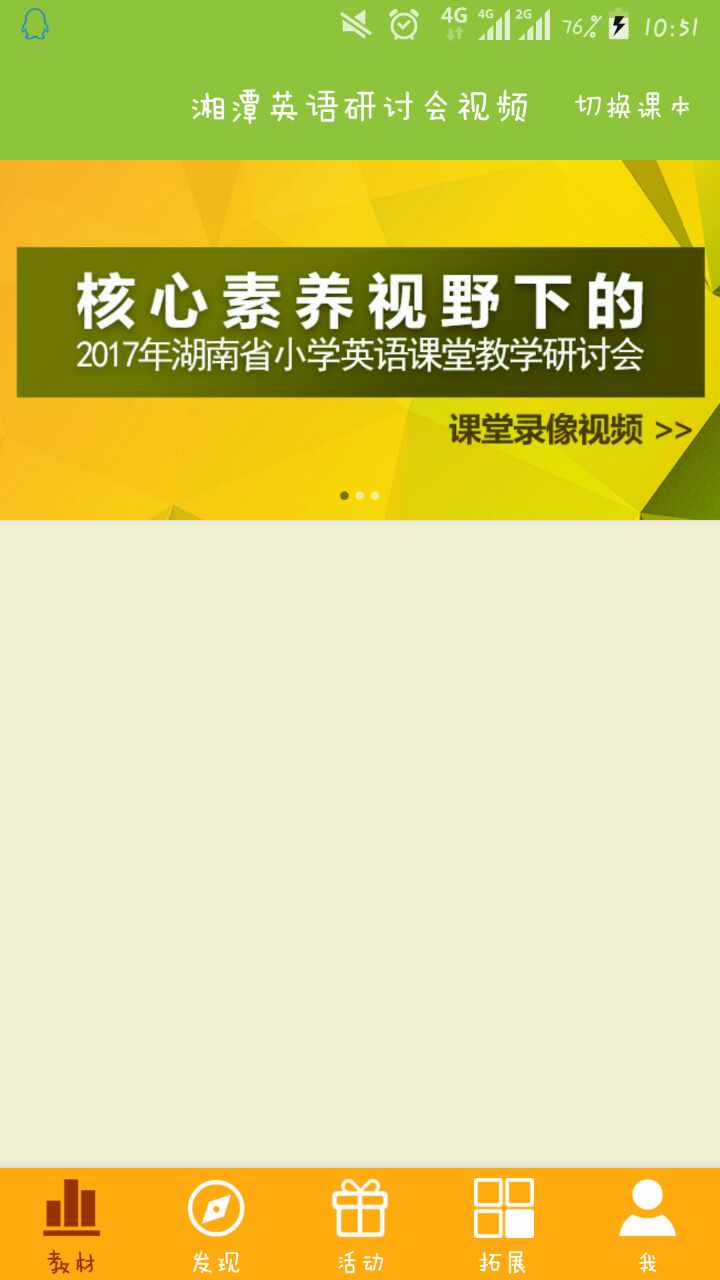 4G 4G 2G 76% 10:51
湘潭英语研讨会视频 切换课本
核心素养视野下的
2017年湖南省小学英语课堂教学研讨会
课堂录像视频 >>
教材 发现 活动 拓展 我